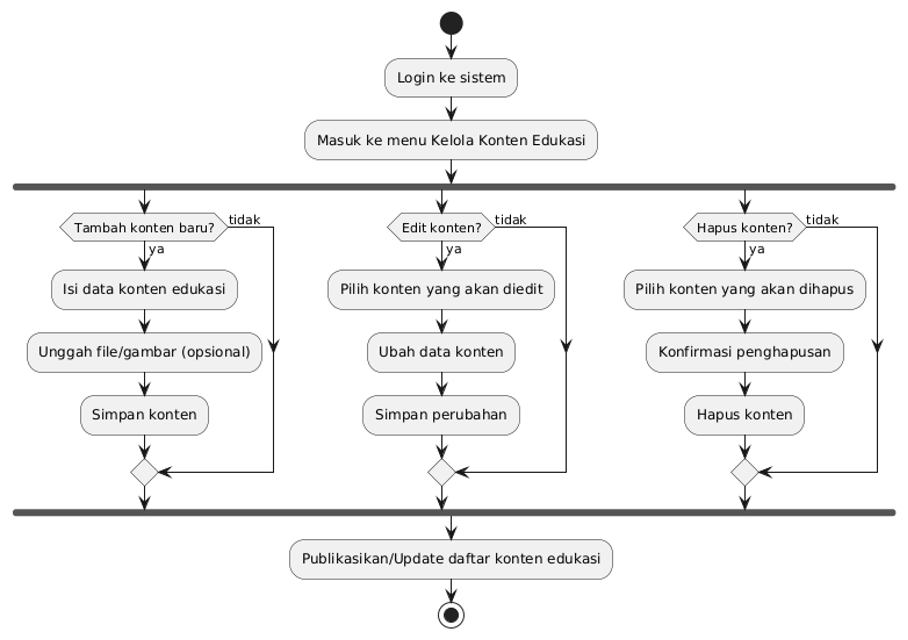 Login ke sistem
Masuk ke menu Kelola Konten Edukasi
Tambah konten baru?
tidak
ya
Isi data konten edukasi
Unggah file/gambar (opsional)
Simpan konten
Edit konten?
tidak
ya
Pilih konten yang akan diedit
Ubah data konten
Simpan perubahan
Hapus konten?
tidak
ya
Pilih konten yang akan dihapus
Konfirmasi penghapusan
Hapus konten
Publikasikan/Update daftar konten edukasi